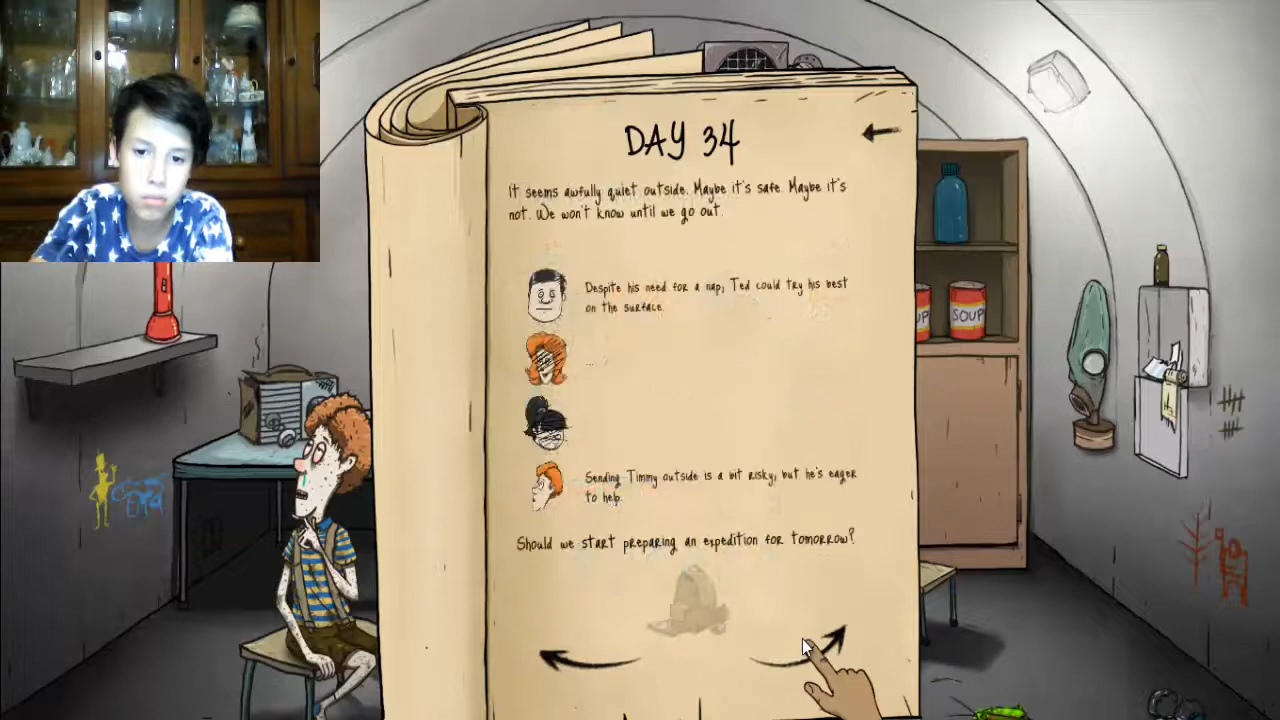 DAY 34
It seems awfully quiet outside. Maybe it's safe. Maybe it's
not. We won't know until we go out.
Despite his need for a nap, Ted could try his best
on the surface.
...
Sending Timmy outside is a bit risky, but he's eager
to help.
Should we start preparing an expedition for tomorrow?
UP
SOUP